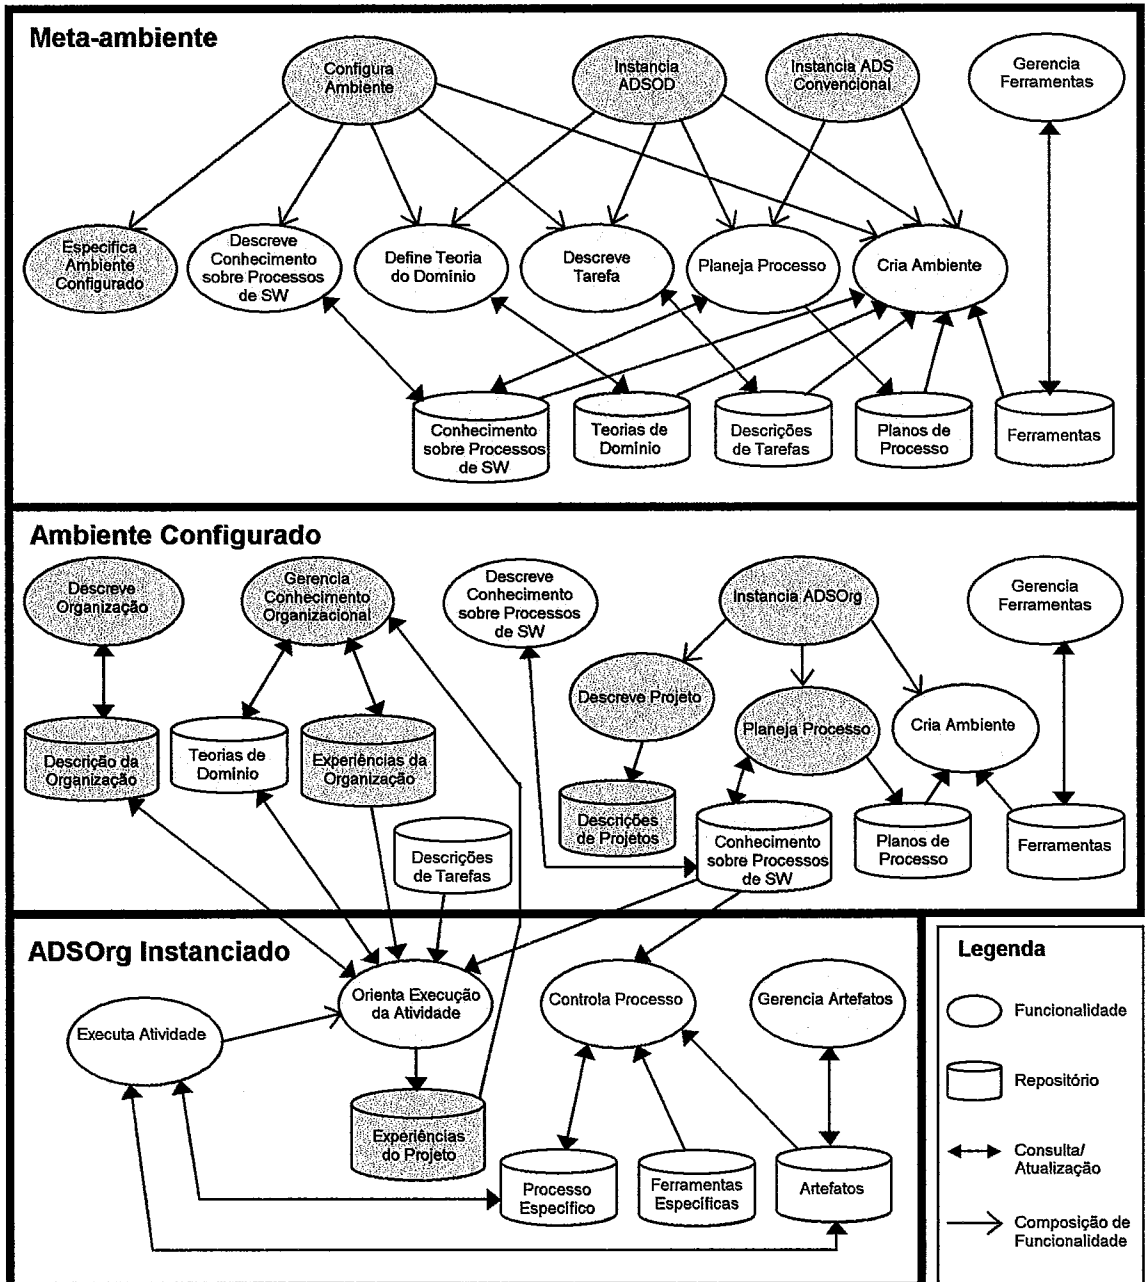 Meta-ambiente
Configura
Ambiente
Instancia
ADSOD
Instancia ADS
Convencional
Gerencia
Ferramentas
Especifica
Ambiente
Configurado
Descreve
Conhecimento
sobre Processos
de SW
Define Teoria
do Domínio
Descreve
Tarefa
Planeja Processo
Cria Ambiente
Conhecimento
sobre Processos
de SW
Teorias de
Domínio
Descrições
de Tarefas
Planos de
Processo
Ferramentas
Ambiente Configurado
Descreve
Organização
Gerencia
Conhecimento
Organizacional
Descreve
Conhecimento
sobre Processos
de SW
Instancia ADSOrg
Gerencia
Ferramentas
Descreve Projeto
Planeja Processo
Cria Ambiente
Descrição da
Organização
Teorias de
Domínio
Experiências da
Organização
Descrições
de Tarefas
Descrições
de Projetos
Conhecimento
sobre Processos
de SW
Planos de
Processo
Ferramentas
ADSOrg Instanciado
Executa Atividade
Orienta Execução
da Atividade
Controla Processo
Gerencia Artefatos
Experiências
do Projeto
Processo
Específico
Ferramentas
Específicas
Artefatos
Legenda
Funcionalidade
Repositório
Consulta/
Atualização
Composição de
Funcionalidade